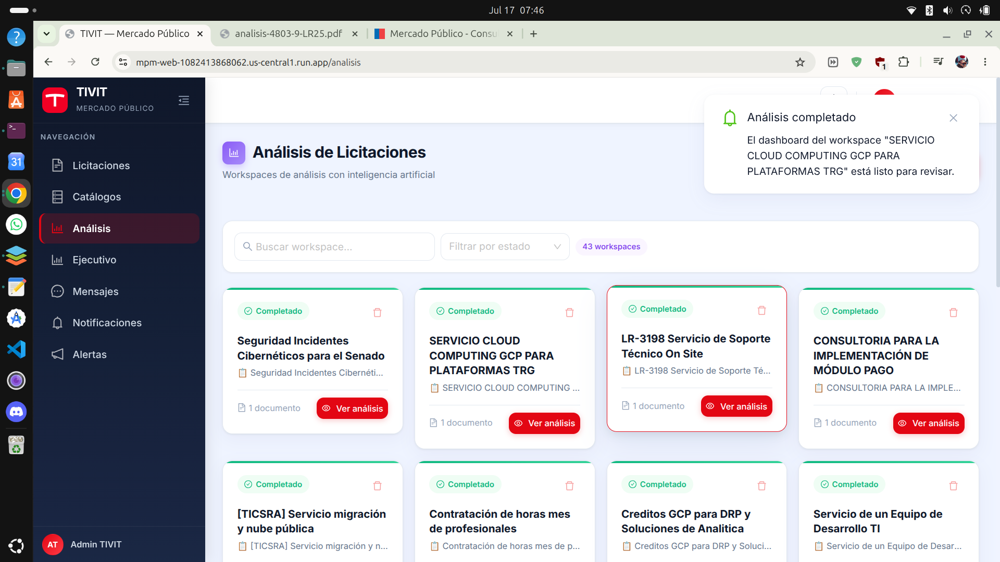 Jul 17 07:46
TIVIT — Mercado Público
analisis-4803-9-LR25.pdf
Mercado Público - Consu
mpm-web-1082413868062.us-central1.run.app/analisis
1
31
TIVIT
MERCADO PÚBLICO
NAVEGACIÓN
Licitaciones
Catálogos
Análisis
Ejecutivo
Mensajes
Notificaciones
Alertas
AT
Admin TIVIT
Análisis de Licitaciones
Workspaces de análisis con inteligencia artificial
Análisis completado
El dashboard del workspace "SERVICIO
CLOUD COMPUTING GCP PARA
PLATAFORMAS TRG" está listo para revisar.
Buscar workspace...
Filtrar por estado
43 workspaces
Completado
Seguridad Incidentes
Cibernéticos para el Senado
Seguridad Incidentes Cibernéti...
1 documento
Ver análisis
Completado
SERVICIO CLOUD
COMPUTING GCP PARA
PLATAFORMAS TRG
SERVICIO CLOUD COMPUTING ...
1 documento
Ver análisis
Completado
LR-3198 Servicio de Soporte
Técnico On Site
LR-3198 Servicio de Soporte Té...
1 documento
Ver análisis
Completado
CONSULTORIA PARA LA
IMPLEMENTACIÓN DE
MÓDULO PAGO
CONSULTORIA PARA LA IMPLE...
1 documento
Ver análisis
Completado
[TICSRA] Servicio migración
y nube pública
[TICSRA] Servicio migración y n...
Completado
Contratación de horas mes
de profesionales
Contratación de horas mes de p...
Completado
Creditos GCP para DRP y
Soluciones de Analitica
Creditos GCP para DRP y Soluci...
Completado
Servicio de un Equipo de
Desarrollo TI
Servicio de un Equipo de Desar...